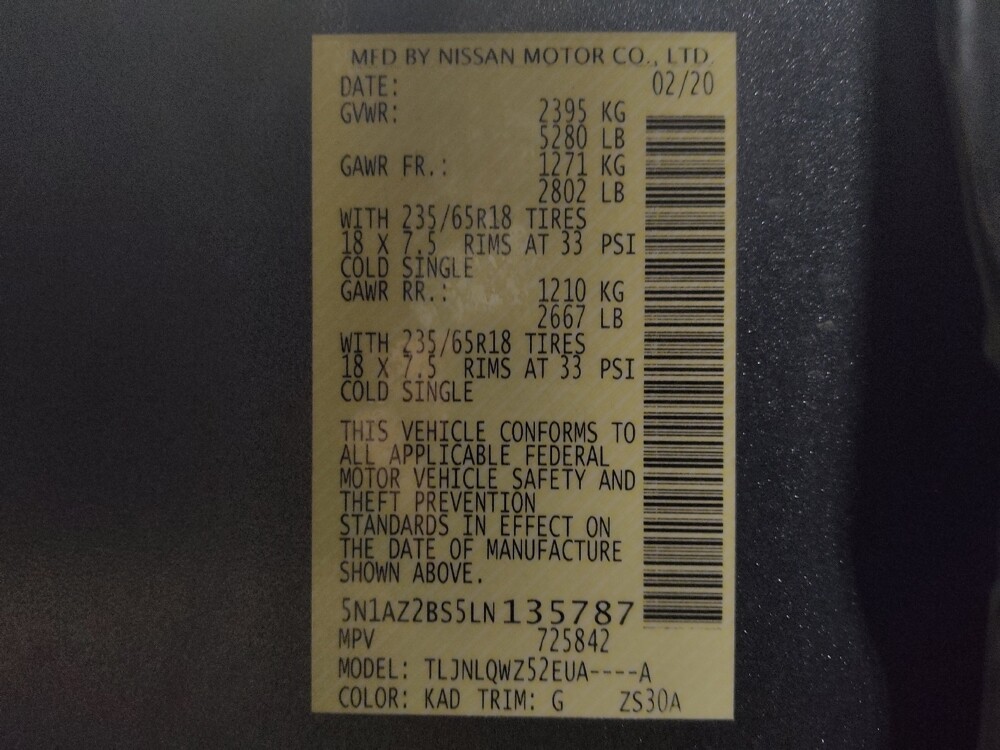 MFD BY NISSAN MOTOR CO., LTD.
DATE: 02/20
GVWR: 2395 KG
5280 LB
GAWR FR.: 1271 KG
2802 LB
WITH 235/65R18 TIRES
18 X 7.5 RIMS AT 33 PSI
COLD SINGLE
GAWR RR.: 1210 KG
2667 LB
WITH 235/65R18 TIRES
18 X 7.5 RIMS AT 33 PSI
COLD SINGLE
THIS VEHICLE CONFORMS TO
ALL APPLICABLE FEDERAL
MOTOR VEHICLE SAFETY AND
THEFT PREVENTION
STANDARDS IN EFFECT ON
THE DATE OF MANUFACTURE
SHOWN ABOVE.
5N1AZ2BS5LN135787
MPV 725842
MODEL: TLJNLQWZ52EUA----A
COLOR: KAD TRIM: G ZS30A